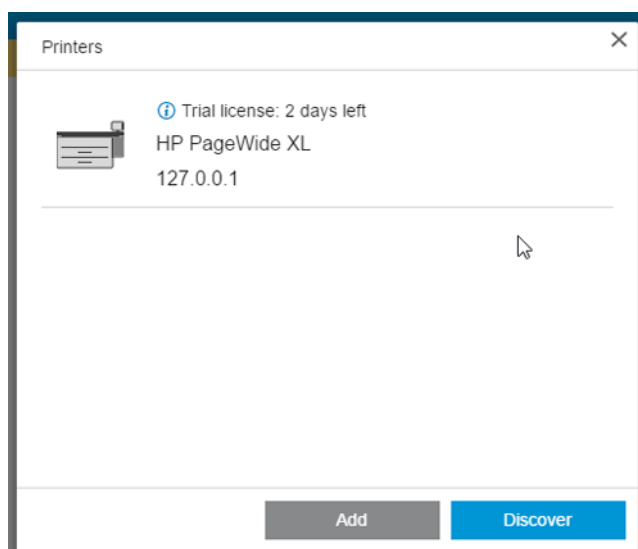 Printers
Trial license: 2 days left
HP PageWide XL
127.0.0.1
Add
Discover